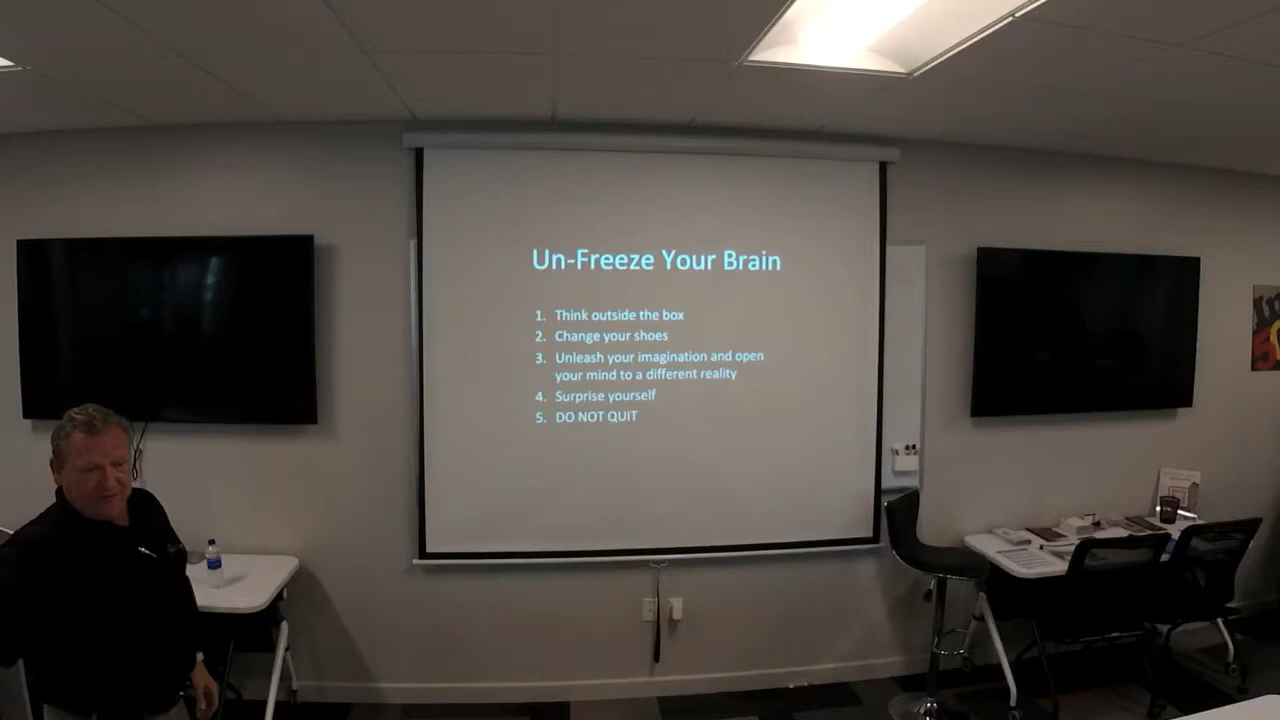 Un-Freeze Your Brain
1. Think outside the box
2. Change your shoes
3. Unleash your imagination and open
your mind to a different reality
4. Surprise yourself
5. DO NOT QUIT